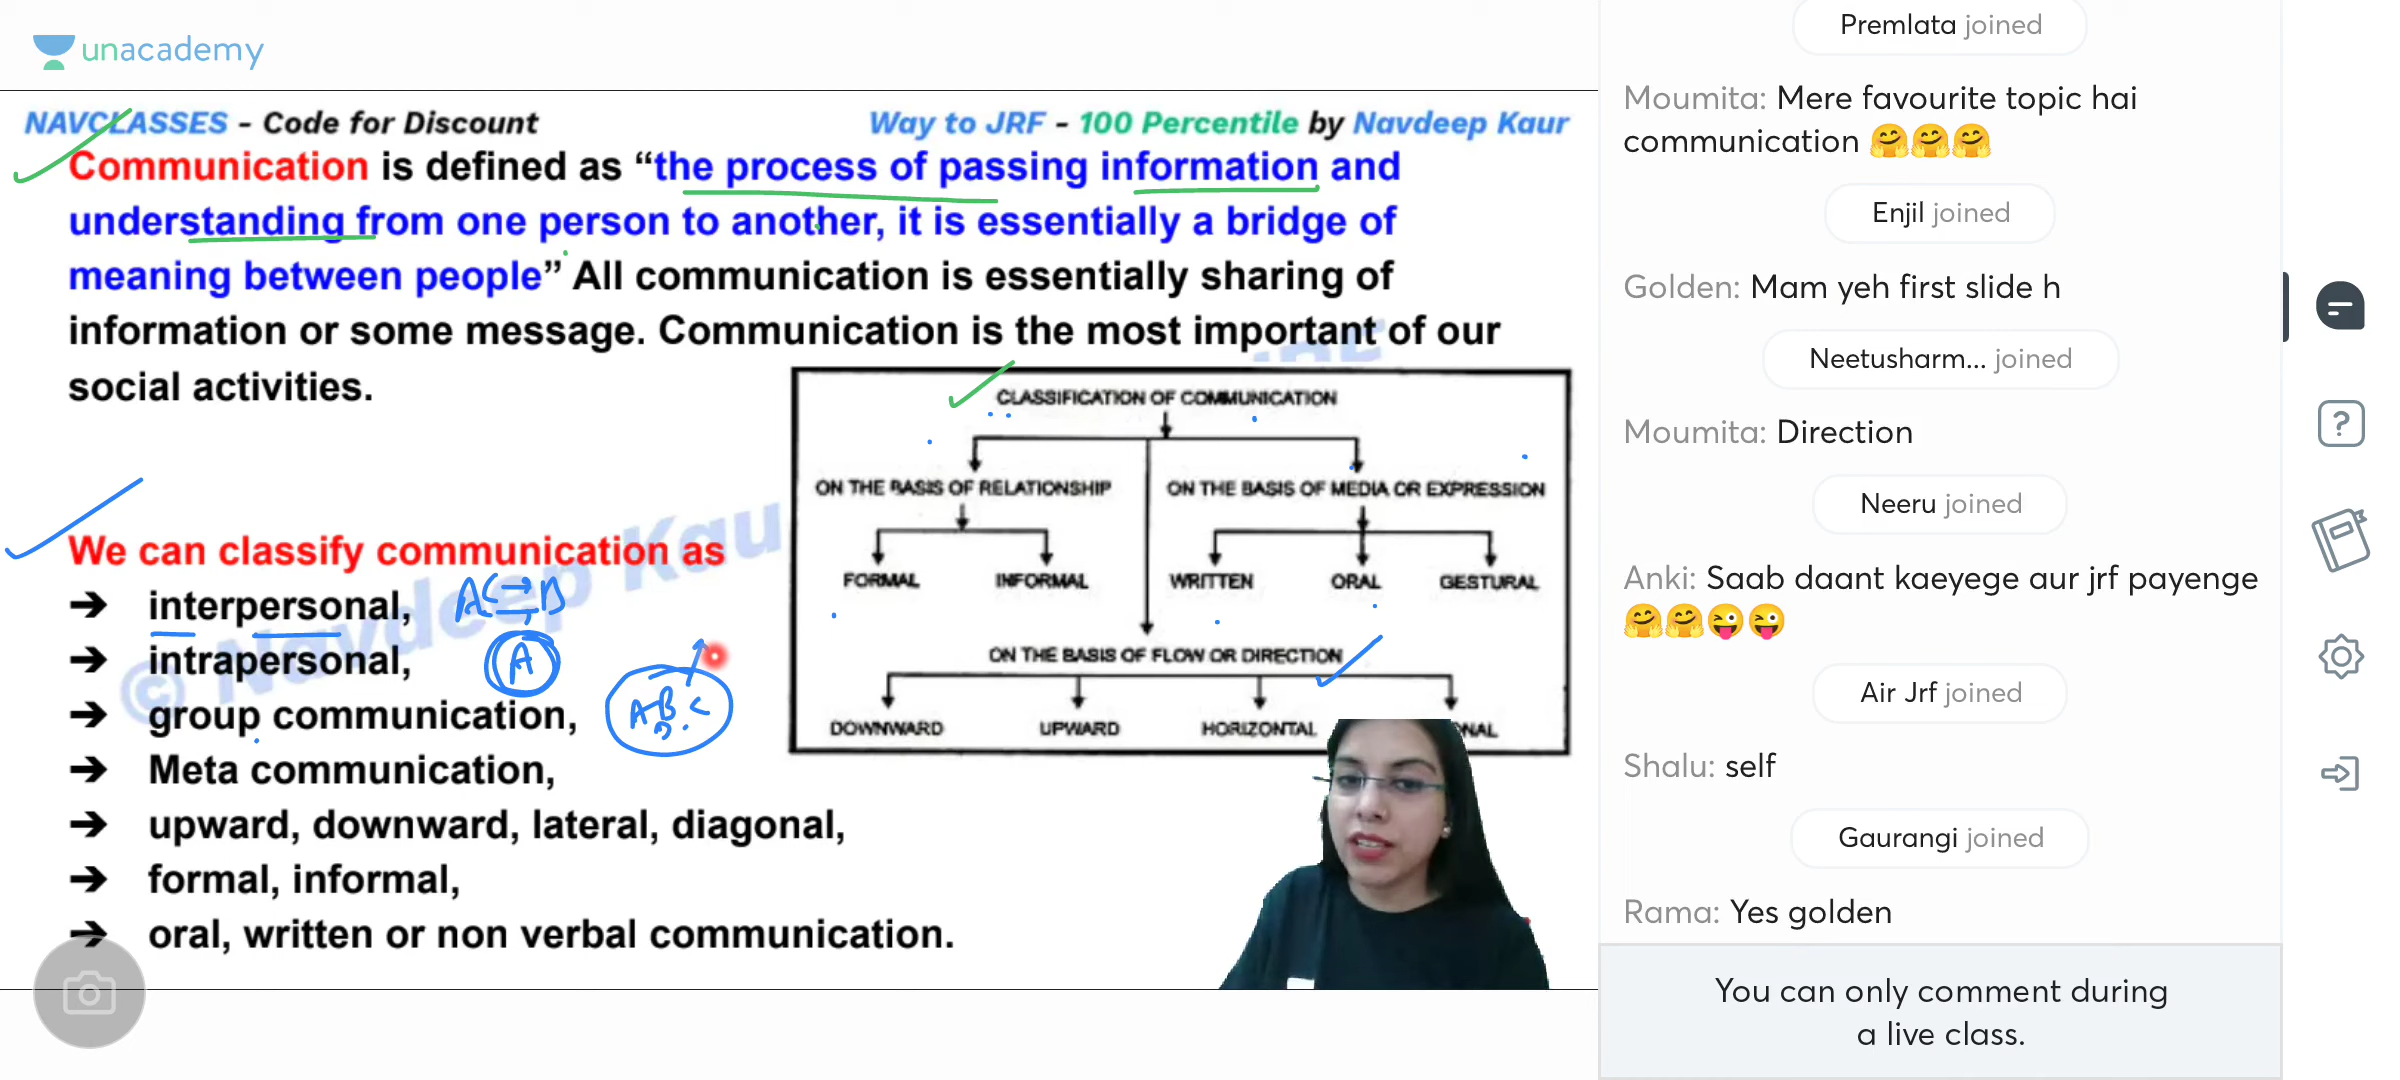 unacademy
NAVCLASSES - Code for Discount
Way to JRF - 100 Percentile by Navdeep Kaur
Communication is defined as “the process of passing information and
understanding from one person to another, it is essentially a bridge of
meaning between people” All communication is essentially sharing of
information or some message. Communication is the most important of our
social activities.
CLASSIFICATION OF COMMUNICATION
ON THE BASIS OF RELATIONSHIP
ON THE BASIS OF MEDIA OR EXPRESSION
FORMAL
INFORMAL
WRITTEN
ORAL
GESTURAL
ON THE BASIS OF FLOW OR DIRECTION
DOWNWARD
UPWARD
HORIZONTAL
We can classify communication as
➔ interpersonal,
➔ intrapersonal,
➔ group communication,
➔ Meta communication,
➔ upward, downward, lateral, diagonal,
➔ formal, informal,
➔ oral, written or non verbal communication.
A
B
A
A B C
© Navdeep Kau
Premlata joined
Moumita: Mere favourite topic hai
communication 🤗🤗🤗
Enjil joined
Golden: Mam yeh first slide h
Neetusharm... joined
Moumita: Direction
Neeru joined
Anki: Saab daant kaeyege aur jrf payenge
🤗🤗😜😜
Air Jrf joined
Shalu: self
Gaurangi joined
Rama: Yes golden
You can only comment during
a live class.